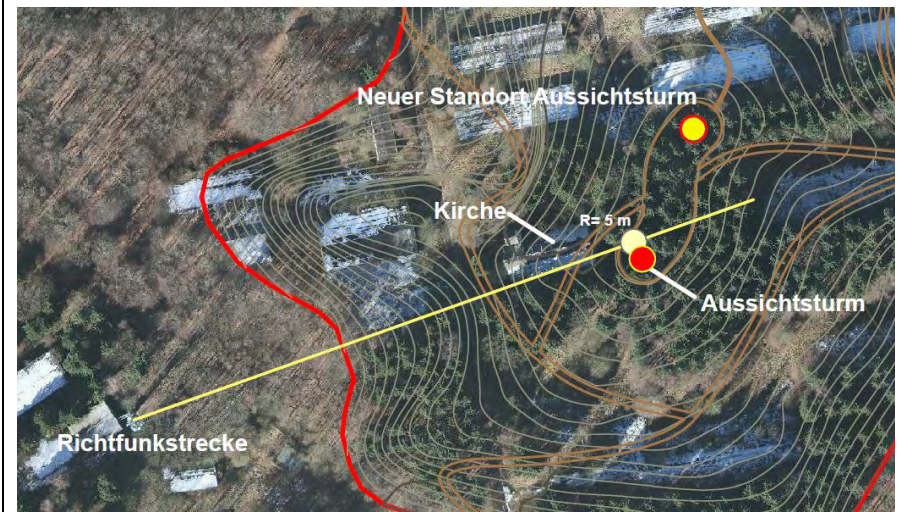 Neuer Standort Aussichtsturm
Kirche
R= 5 m
Aussichtsturm
Richtfunkstrecke